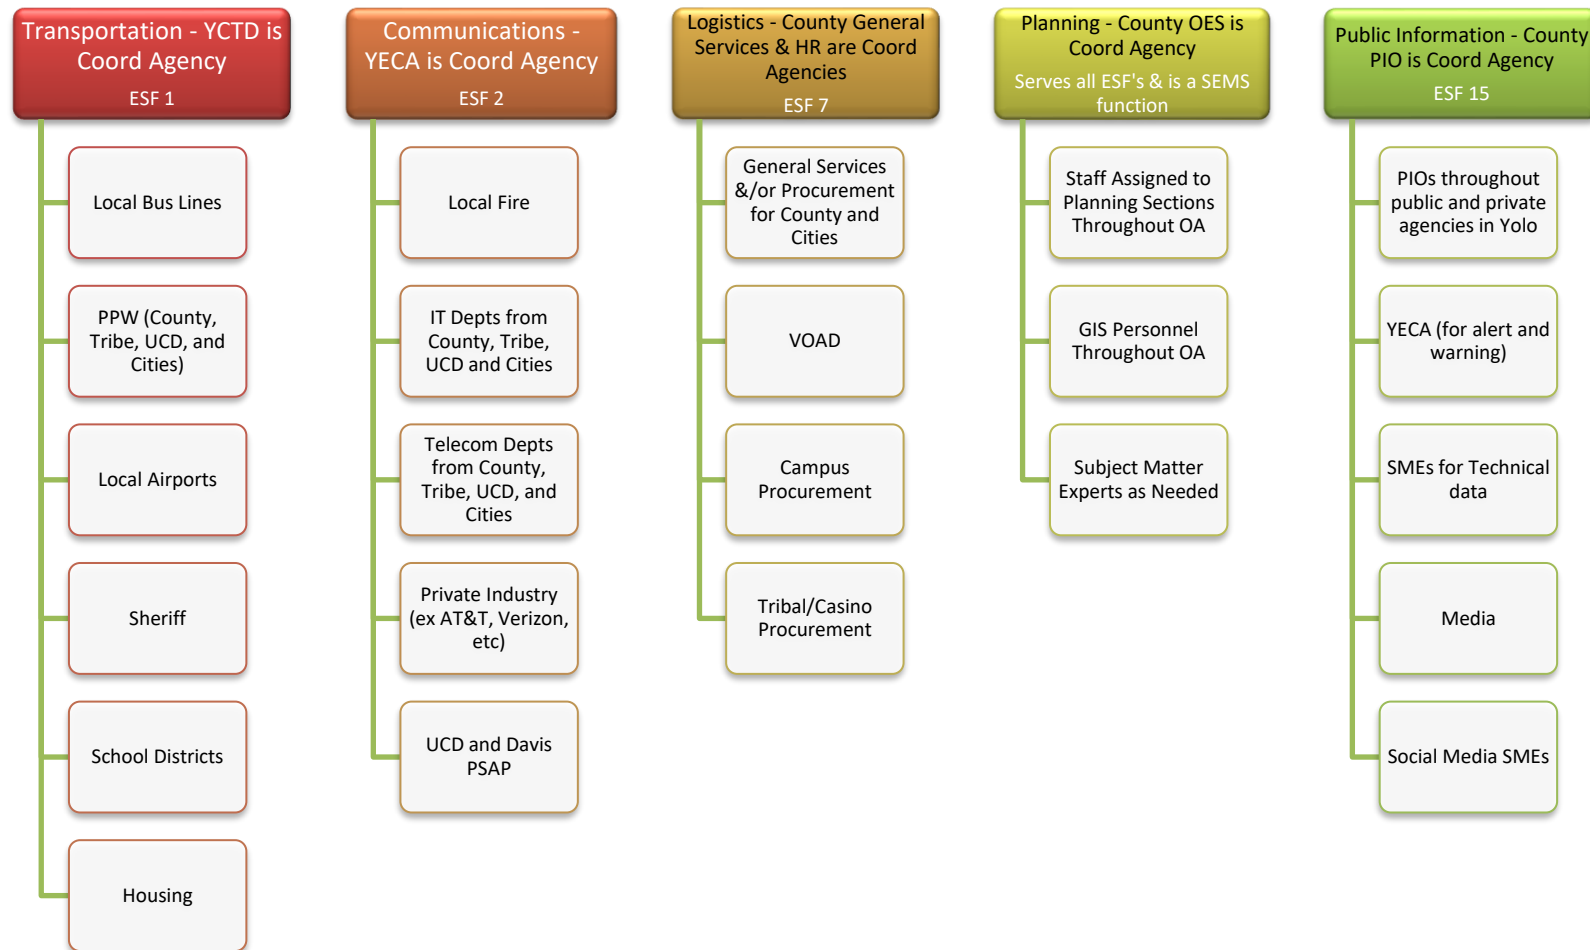 Transportation - YCTD is
Coord Agency
ESF 1
Local Bus Lines
PPW (County,
Tribe, UCD, and
Cities)
Local Airports
Sheriff
School Districts
Housing
Communications -
YECA is Coord Agency
ESF 2
Local Fire
IT Depts from
County, Tribe,
UCD and Cities
Telecom Depts
from County,
Tribe, UCD, and
Cities
Private Industry
(ex AT&T, Verizon,
etc)
UCD and Davis
PSAP
Logistics - County General
Services & HR are Coord
Agencies
ESF 7
General Services
&/or Procurement
for County and
Cities
VOAD
Campus
Procurement
Tribal/Casino
Procurement
Planning - County OES is
Coord Agency
Serves all ESF's & is a SEMS
function
Staff Assigned to
Planning Sections
Throughout OA
GIS Personnel
Throughout OA
Subject Matter
Experts as Needed
Public Information - County
PIO is Coord Agency
ESF 15
PIOs throughout
public and private
agencies in Yolo
YECA (for alert and
warning)
SMEs for Technical
data
Media
Social Media SMEs